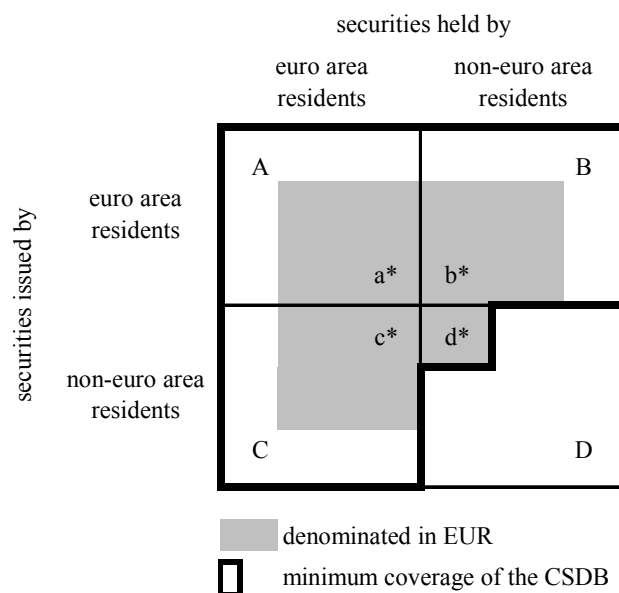 securities held by
euro area
residents
non-euro area
residents
securities issued by
euro area
residents
non-euro area
residents
A
B
a*
b*
c*
d*
C
D
denominated in EUR
minimum coverage of the CSDB